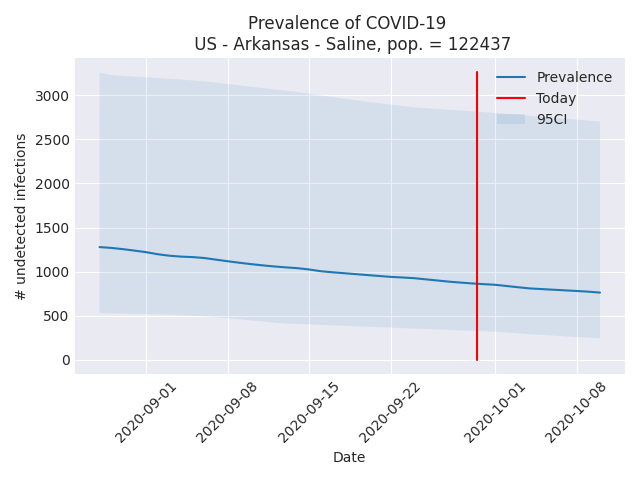 Prevalence of COVID-19
US - Arkansas - Saline, pop. = 122437
Prevalence
Today
95CI
3000
2500
2000
1500
1000
500
0
# undetected infections
2020-09-01
2020-09-08
2020-09-15
2020-09-22
2020-10-01
2020-10-08
Date